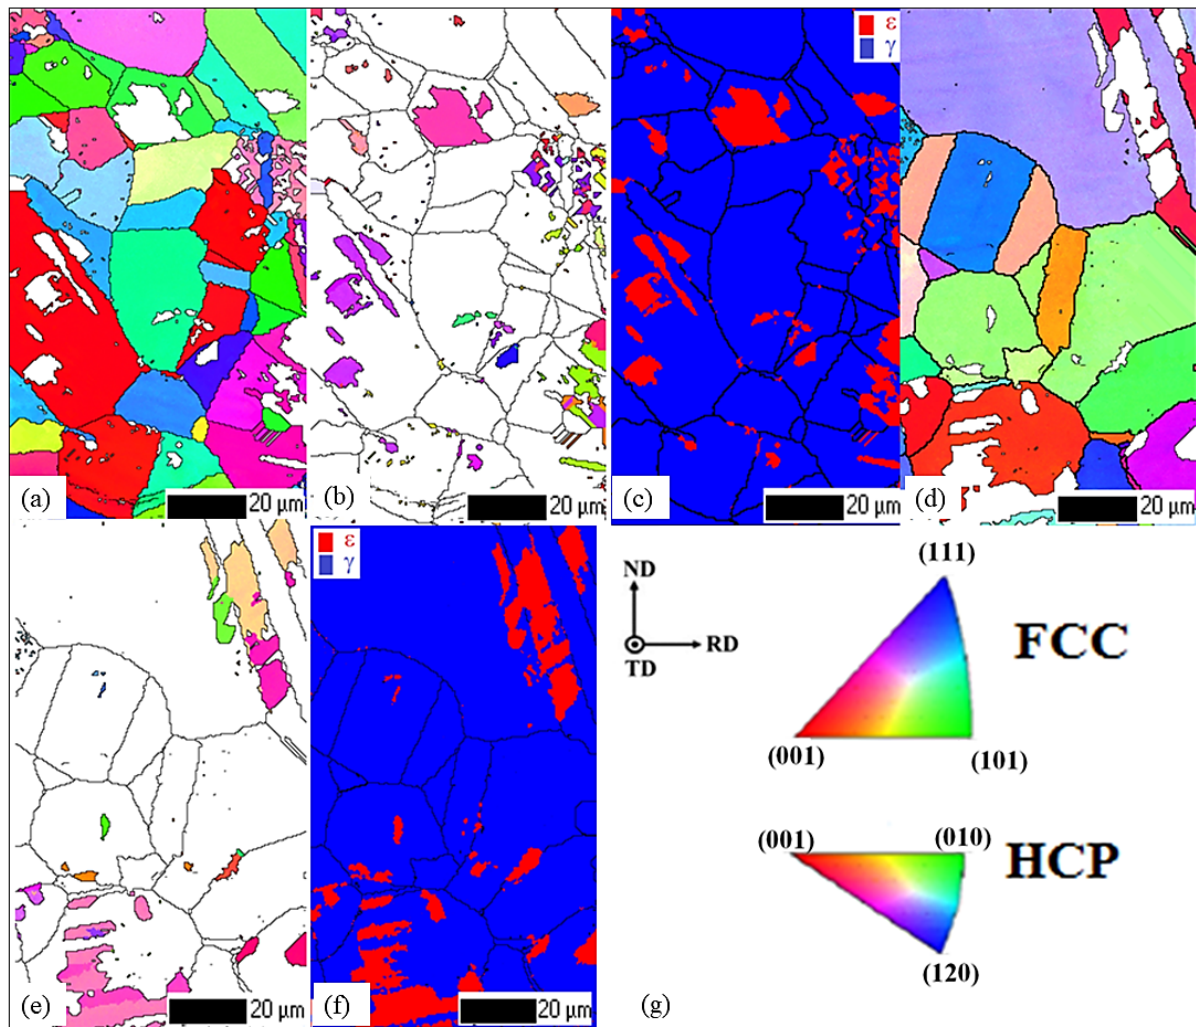 ε
γ
(a)
20 μm
(b)
20 μm
(c)
20 μm
(d)
20 μm
ε
γ
(e)
20 μm
(f)
20 μm
ND
RD
TD
(111)
FCC
(001)
(101)
(001)
(010)
HCP
(120)
(g)